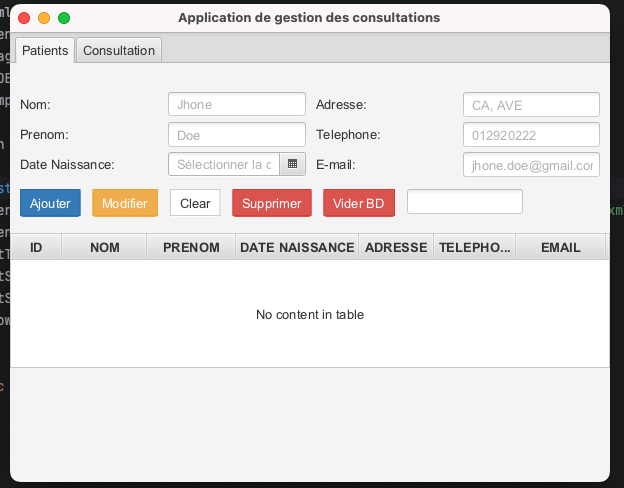 Application de gestion des consultations
Patients Consultation
Nom: Jhone Adresse: CA, AVE
Prenom: Doe Telephone: 012920222
Date Naissance: Sélectionner la E-mail: jhone.doe@gmail.com
Ajouter Modifier Clear Supprimer Vider BD
ID NOM PRENOM DATE NAISSANCE ADRESSE TELEPHO... EMAIL
No content in table